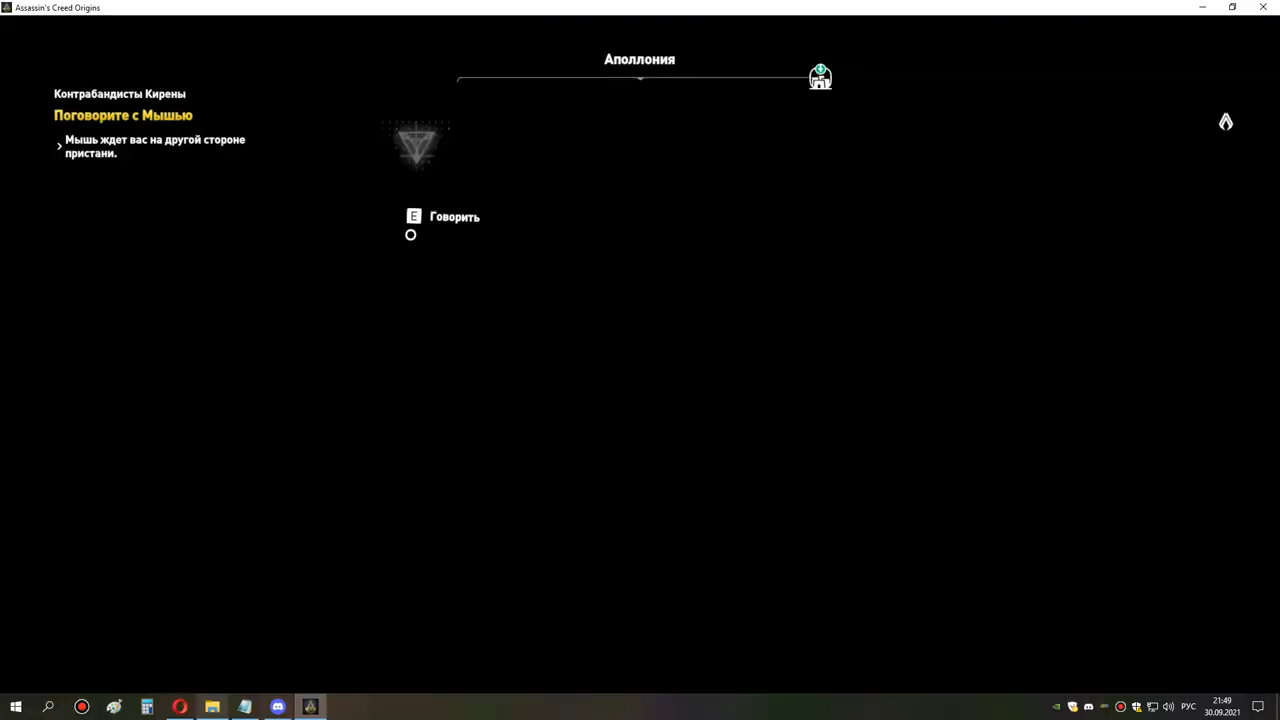 Assassin's Creed Origins
Аполлония
Контрабандисты Кирены
Поговорите с Мышью
Мышь ждет вас на другой стороне
пристани.
E Говорить
РУС
21:49
30.09.2021